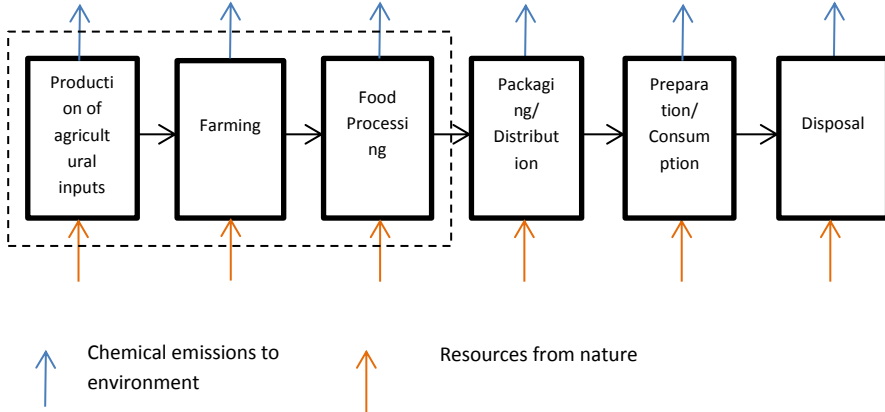 Producti
on of
agricult
ural
inputs
Farming
Food
Processi
ng
Packagi
ng/
Distribut
ion
Prepara
tion/
Consum
ption
Disposal
Chemical emissions to
environment
Resources from nature